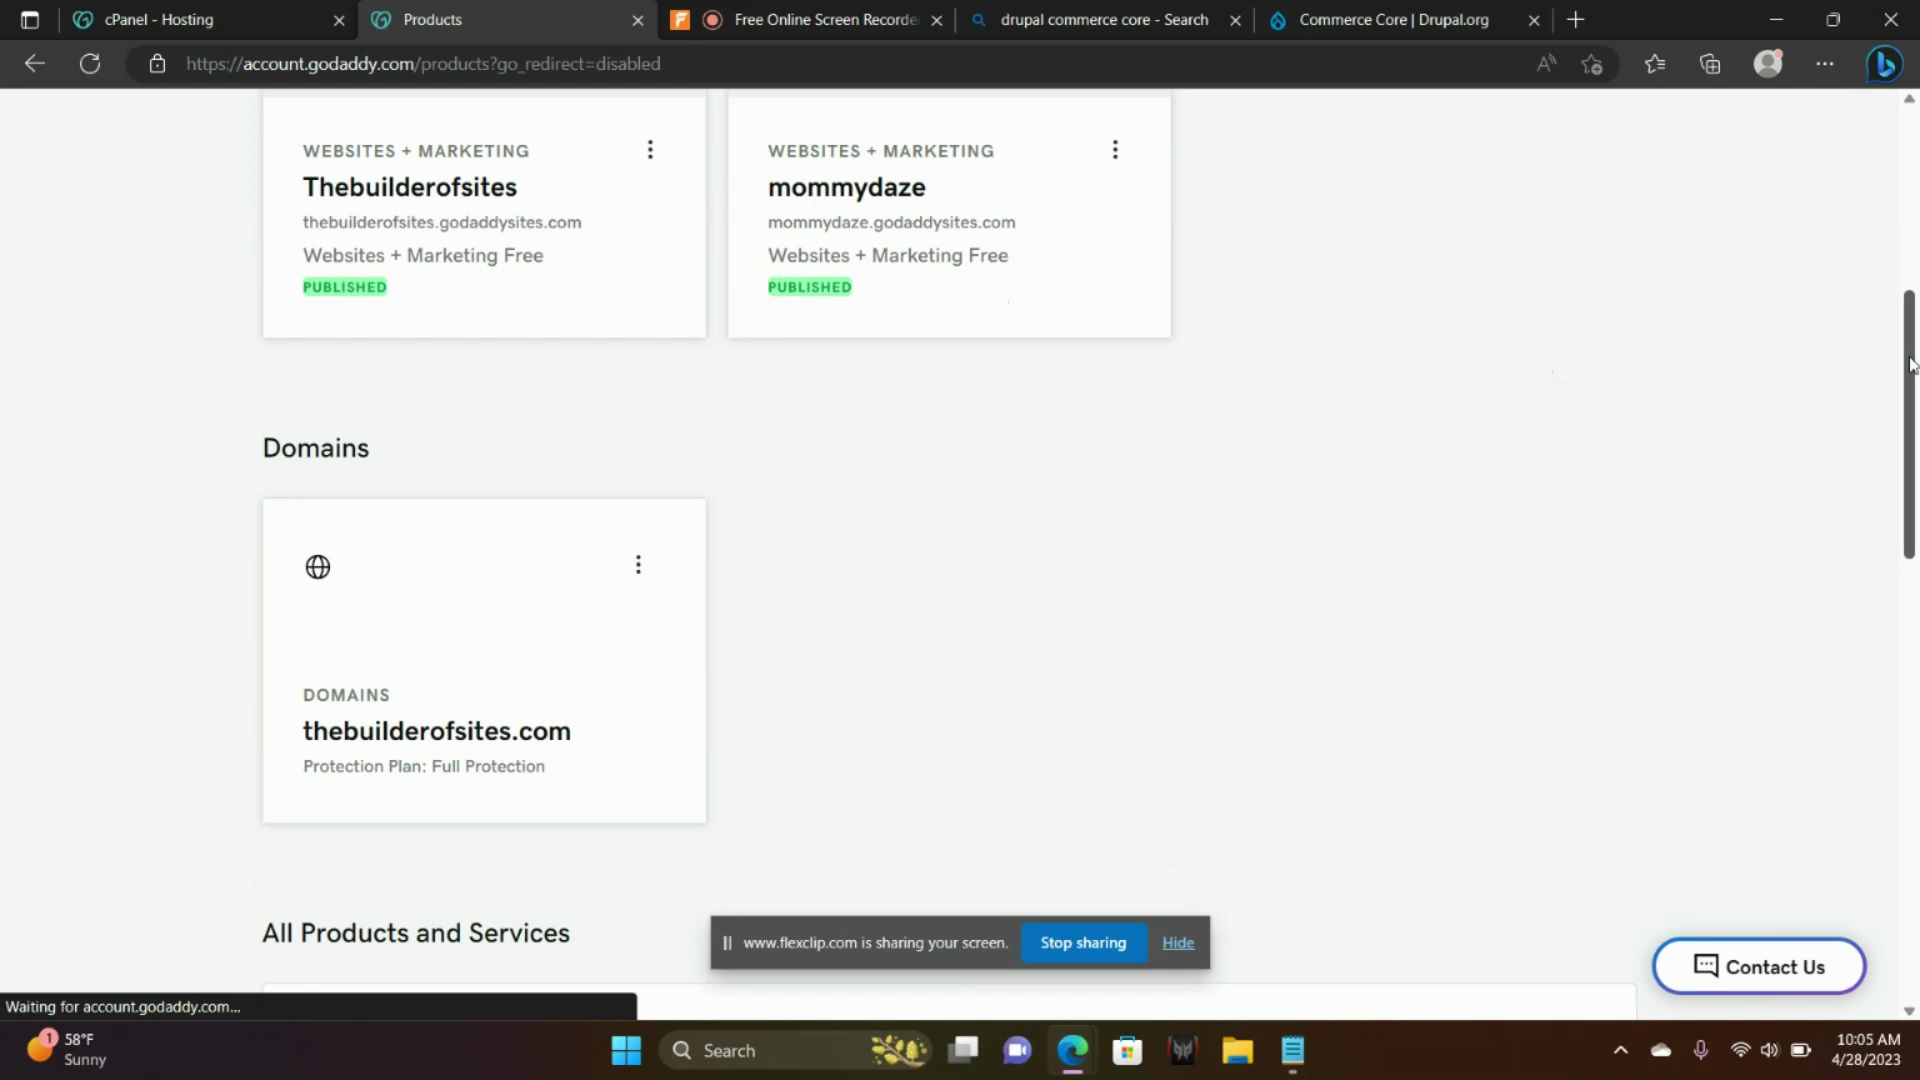 cPanel - Hosting
Products
Free Online Screen Recorde
drupal commerce core - Search
Commerce Core | Drupal.org
https://account.godaddy.com/products?go_redirect=disabled
WEBSITES + MARKETING
Thebuilderofsites
thebuilderofsites.godaddysites.com
Websites + Marketing Free
PUBLISHED
WEBSITES + MARKETING
mommydaze
mommydaze.godaddysites.com
Websites + Marketing Free
PUBLISHED
Domains
DOMAINS
thebuilderofsites.com
Protection Plan: Full Protection
All Products and Services
www.flexclip.com is sharing your screen.
Stop sharing
Hide
Contact Us
Waiting for account.godaddy.com...
1
58°F
Sunny
Search
10:05 AM
4/28/2023